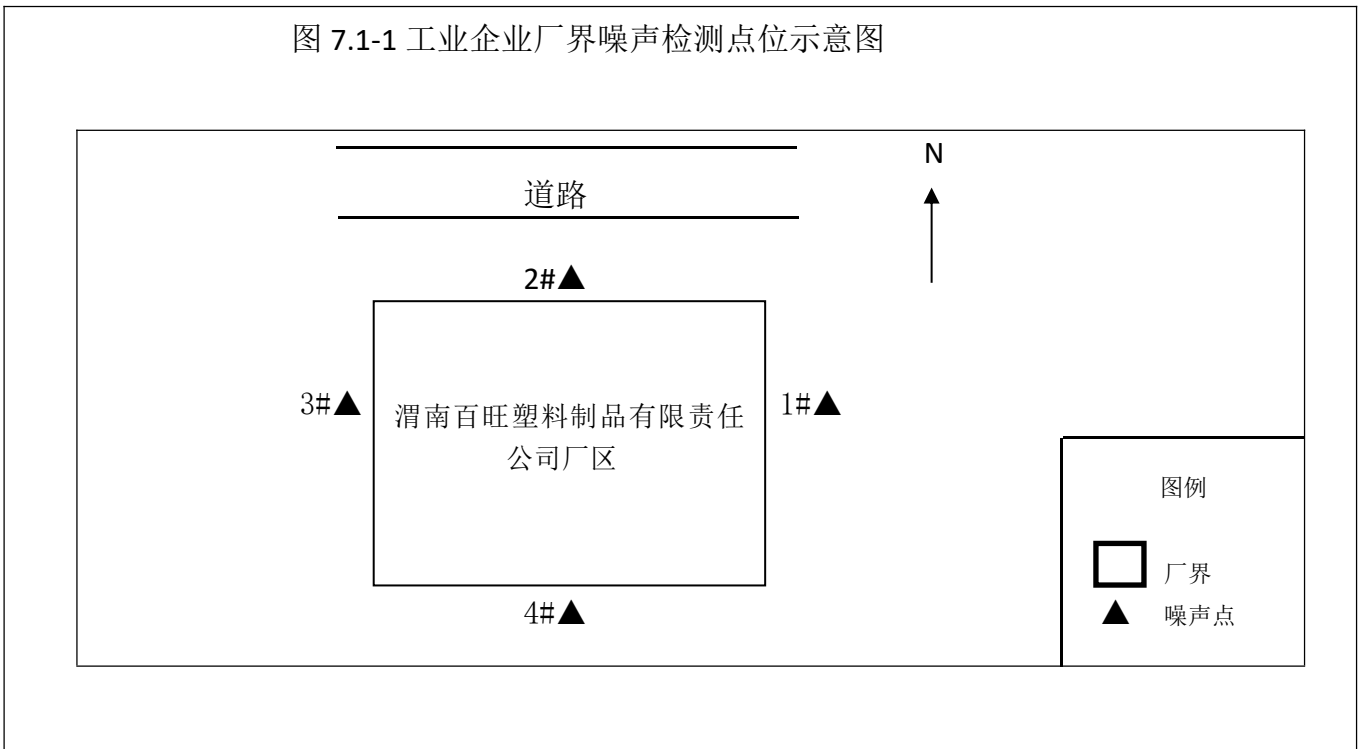 图 7.1-1 工业企业厂界噪声检测点位示意图
N
道路
2#▲
3#▲
渭南百旺塑料制品有限责任
公司厂区
1#▲
4#▲
图例
厂界
▲ 噪声点